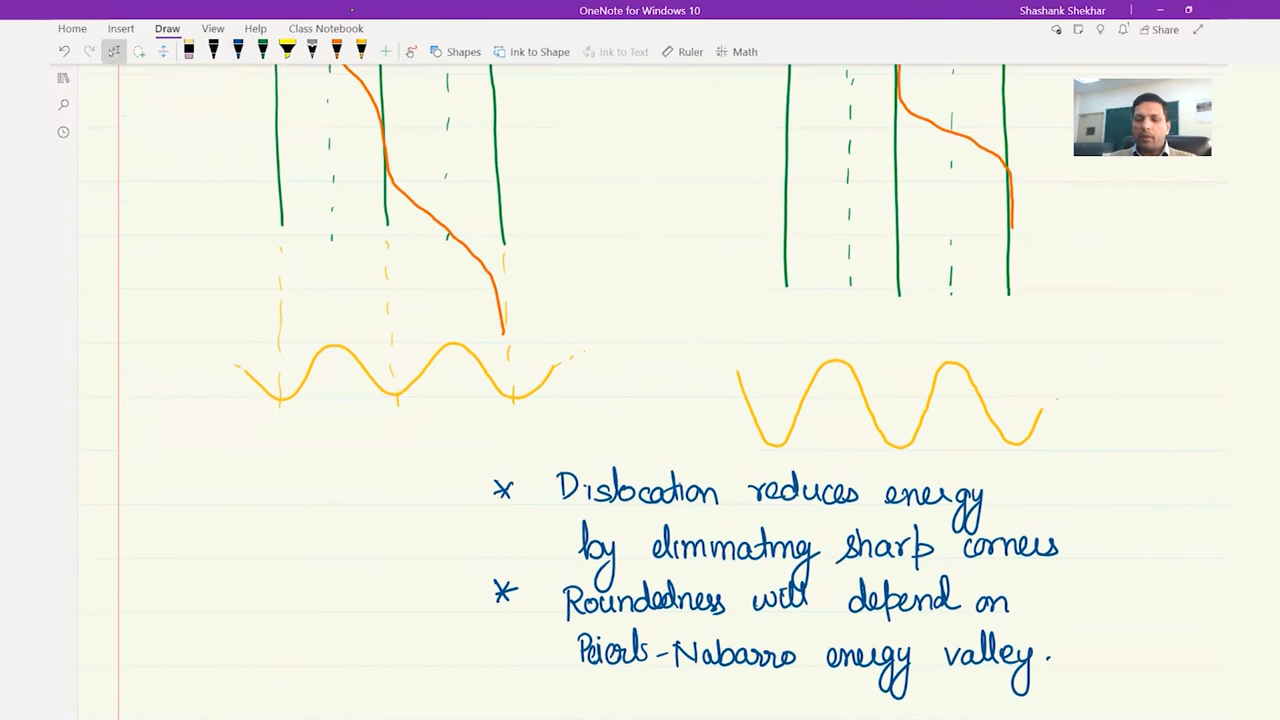 OneNote for Windows 10
Shashank Shekhar
Home Insert Draw View Help Class Notebook
Share
Shapes Ink to Shape Ink to Text Ruler Math
* Dislocation reduces energy
by eliminating sharp corners
* Roundedness will depend on
Peierls-Nabarro energy valley.